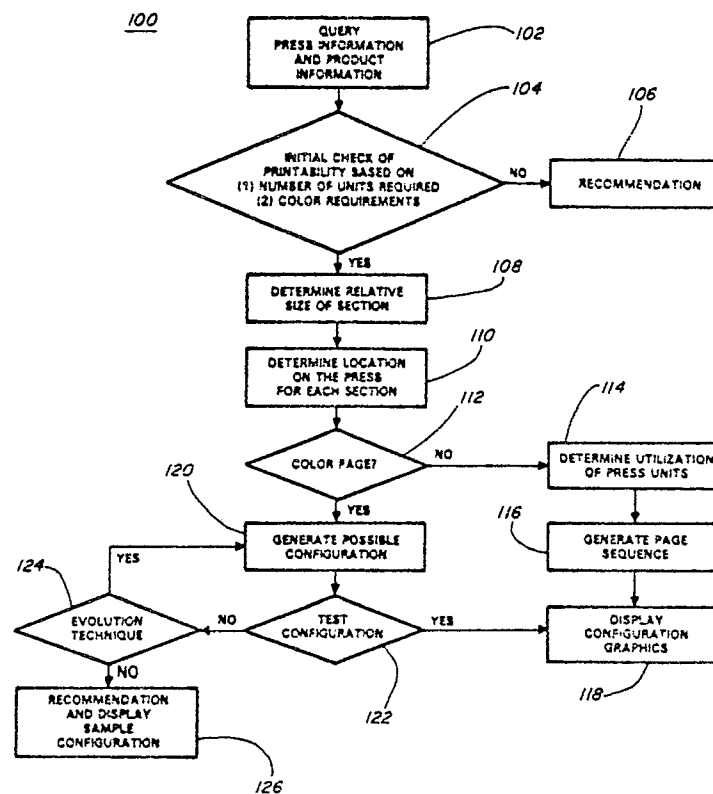 100
QUERY
PRESS INFORMATION
AND PRODUCT
INFORMATION
102
104
INITIAL CHECK OF
PRINTABILITY BASED ON
(1) NUMBER OF UNITS REQUIRED
(2) COLOR REQUIREMENTS
NO
106
RECOMMENDATION
YES
108
DETERMINE RELATIVE
SIZE OF SECTION
110
DETERMINE LOCATION
ON THE PRESS
FOR EACH SECTION
112
COLOR PAGE?
NO
114
DETERMINE UTILIZATION
OF PRESS UNITS
YES
120
GENERATE POSSIBLE
CONFIGURATION
116
GENERATE PAGE
SEQUENCE
YES
124
EVOLUTION
TECHNIQUE
NO
TEST
CONFIGURATION
YES
122
DISPLAY
CONFIGURATION
GRAPHICS
118
NO
RECOMMENDATION
AND DISPLAY
SAMPLE
CONFIGURATION
126